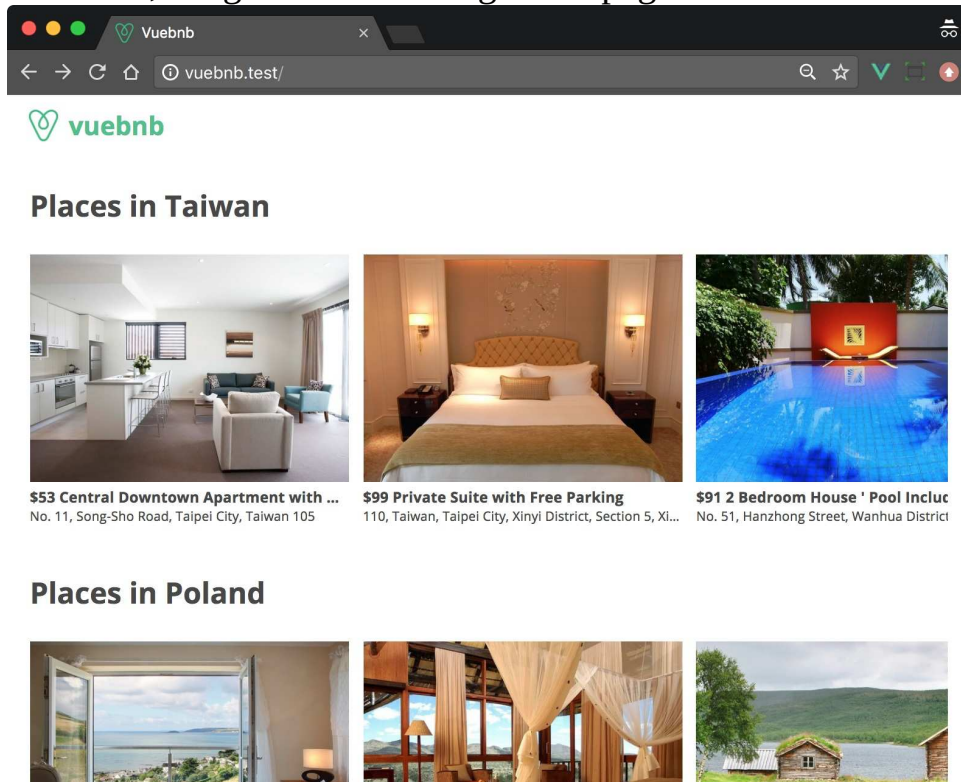 Vuebnb
vuebnb.test/
vuebnb
Places in Taiwan
$53 Central Downtown Apartment with ...
No. 11, Song-Sho Road, Taipei City, Taiwan 105
$99 Private Suite with Free Parking
110, Taiwan, Taipei City, Xinyi District, Section 5, Xi...
$91 2 Bedroom House ' Pool Includ
No. 51, Hanzhong Street, Wanhua District
Places in Poland